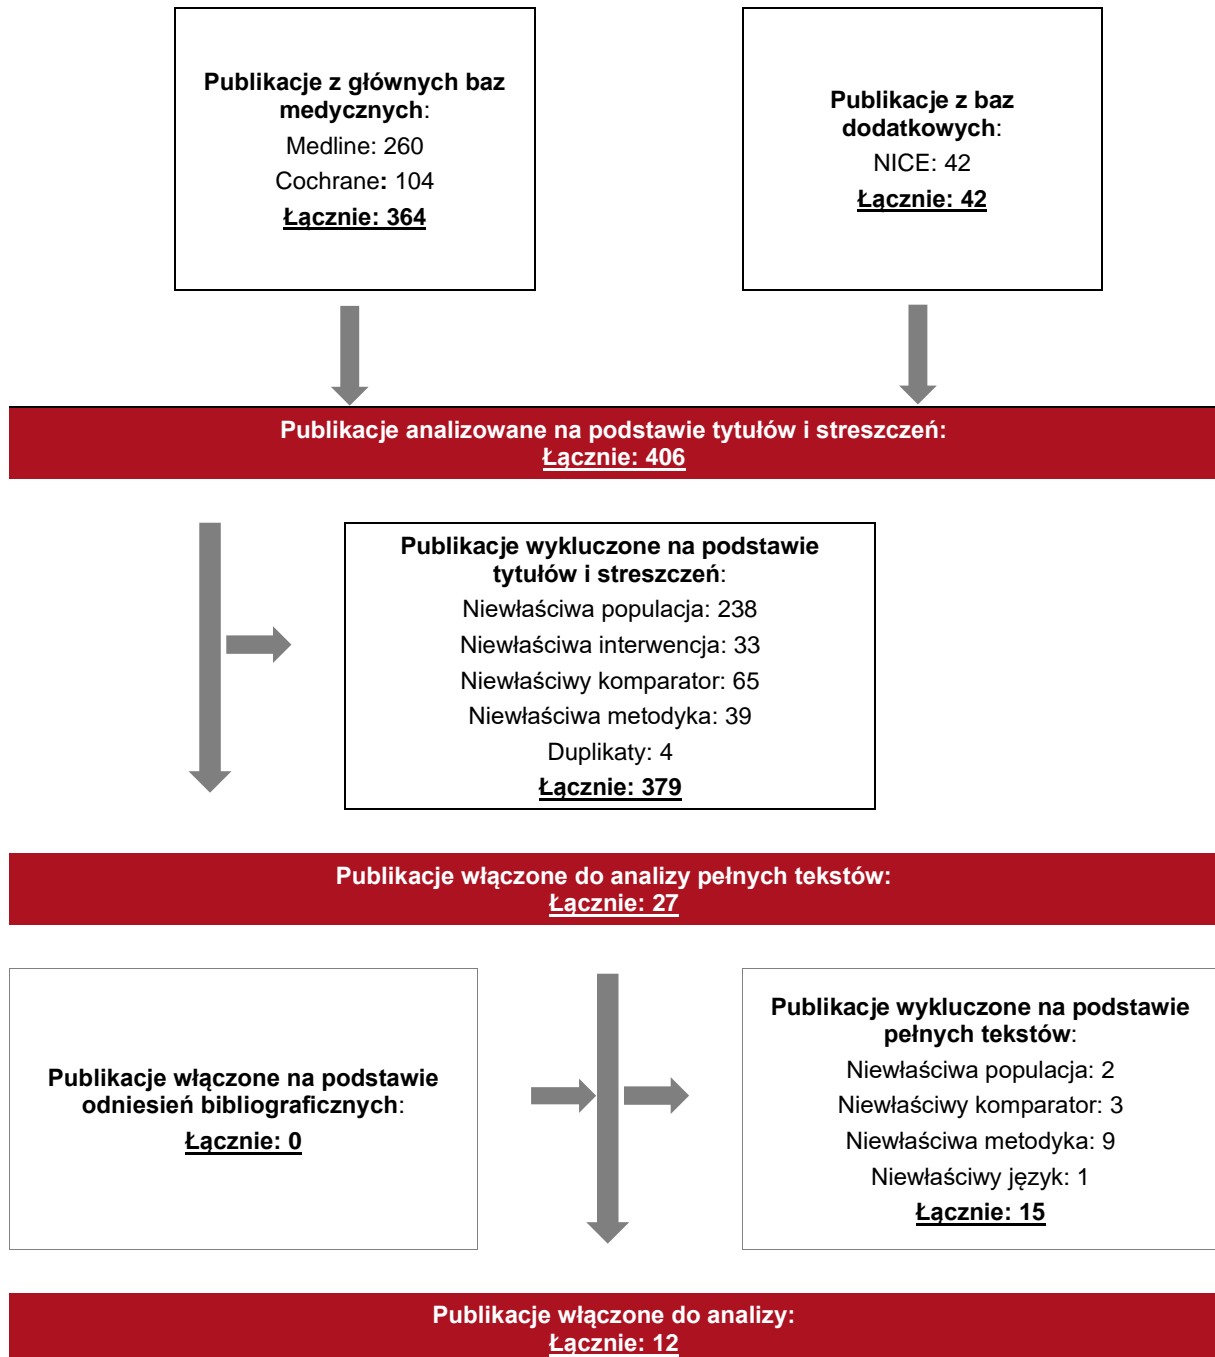 Publikacje z głównych baz
medycznych:
Medline: 260
Cochrane: 104
Łącznie: 364
Publikacje z baz
dodatkowych:
NICE: 42
Łącznie: 42
Publikacje analizowane na podstawie tytułów i streszczeń:
Łącznie: 406
Publikacje wykluczone na podstawie
tytułów i streszczeń:
Niewłaściwa populacja: 238
Niewłaściwa interwencja: 33
Niewłaściwy komparator: 65
Niewłaściwa metodyka: 39
Duplikaty: 4
Łącznie: 379
Publikacje włączone do analizy pełnych tekstów:
Łącznie: 27
Publikacje włączone na podstawie
odniesień bibliograficznych:
Łącznie: 0
Publikacje wykluczone na podstawie
pełnych tekstów:
Niewłaściwa populacja: 2
Niewłaściwy komparator: 3
Niewłaściwa metodyka: 9
Niewłaściwy język: 1
Łącznie: 15
Publikacje włączone do analizy:
Łącznie: 12